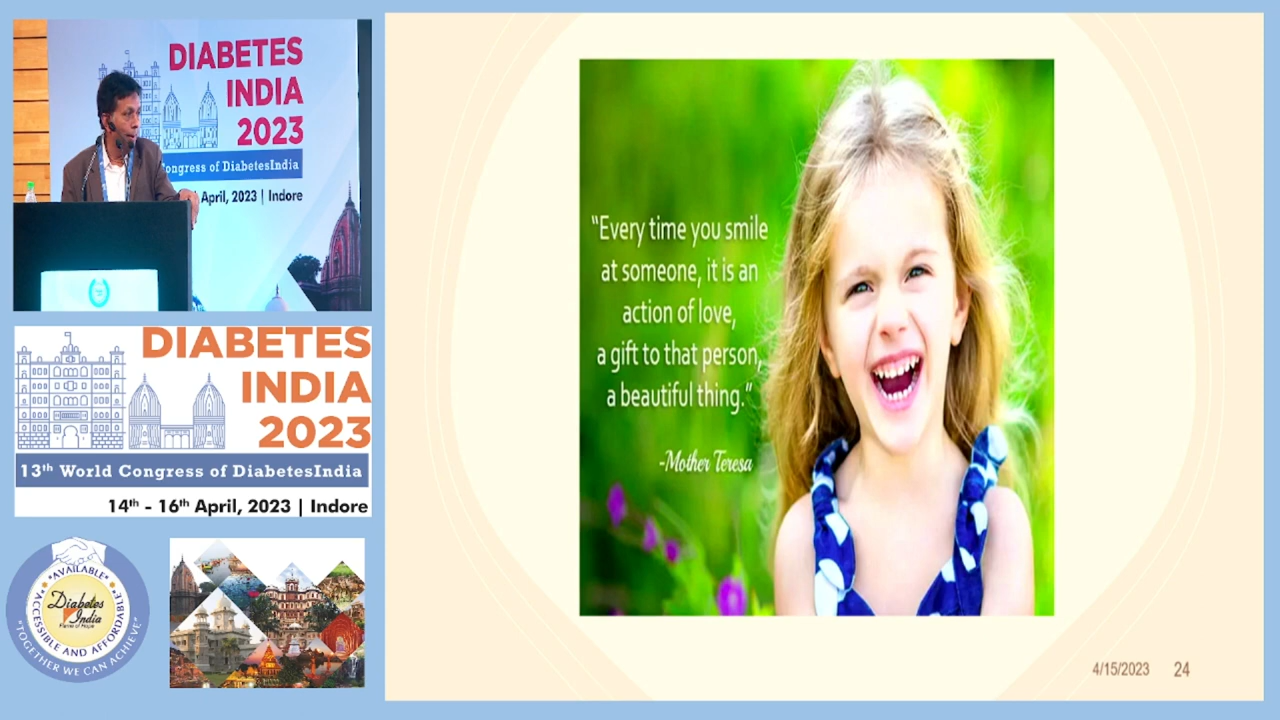 DIABETES
INDIA
2023
ongress of DiabetesIndia
April, 2023 | Indore
DIABETES
INDIA
2023
13th World Congress of DiabetesIndia
14th - 16th April, 2023 | Indore
*AVAILABLE*
"ACCESSIBLE AND AFFORDABLE"
Diabetes
India
"TOGETHER WE CAN ACHIEVE"
“Every time you smile
at someone, it is an
action of love,
a gift to that person,
a beautiful thing.”
-Mother Teresa
4/15/2023 24